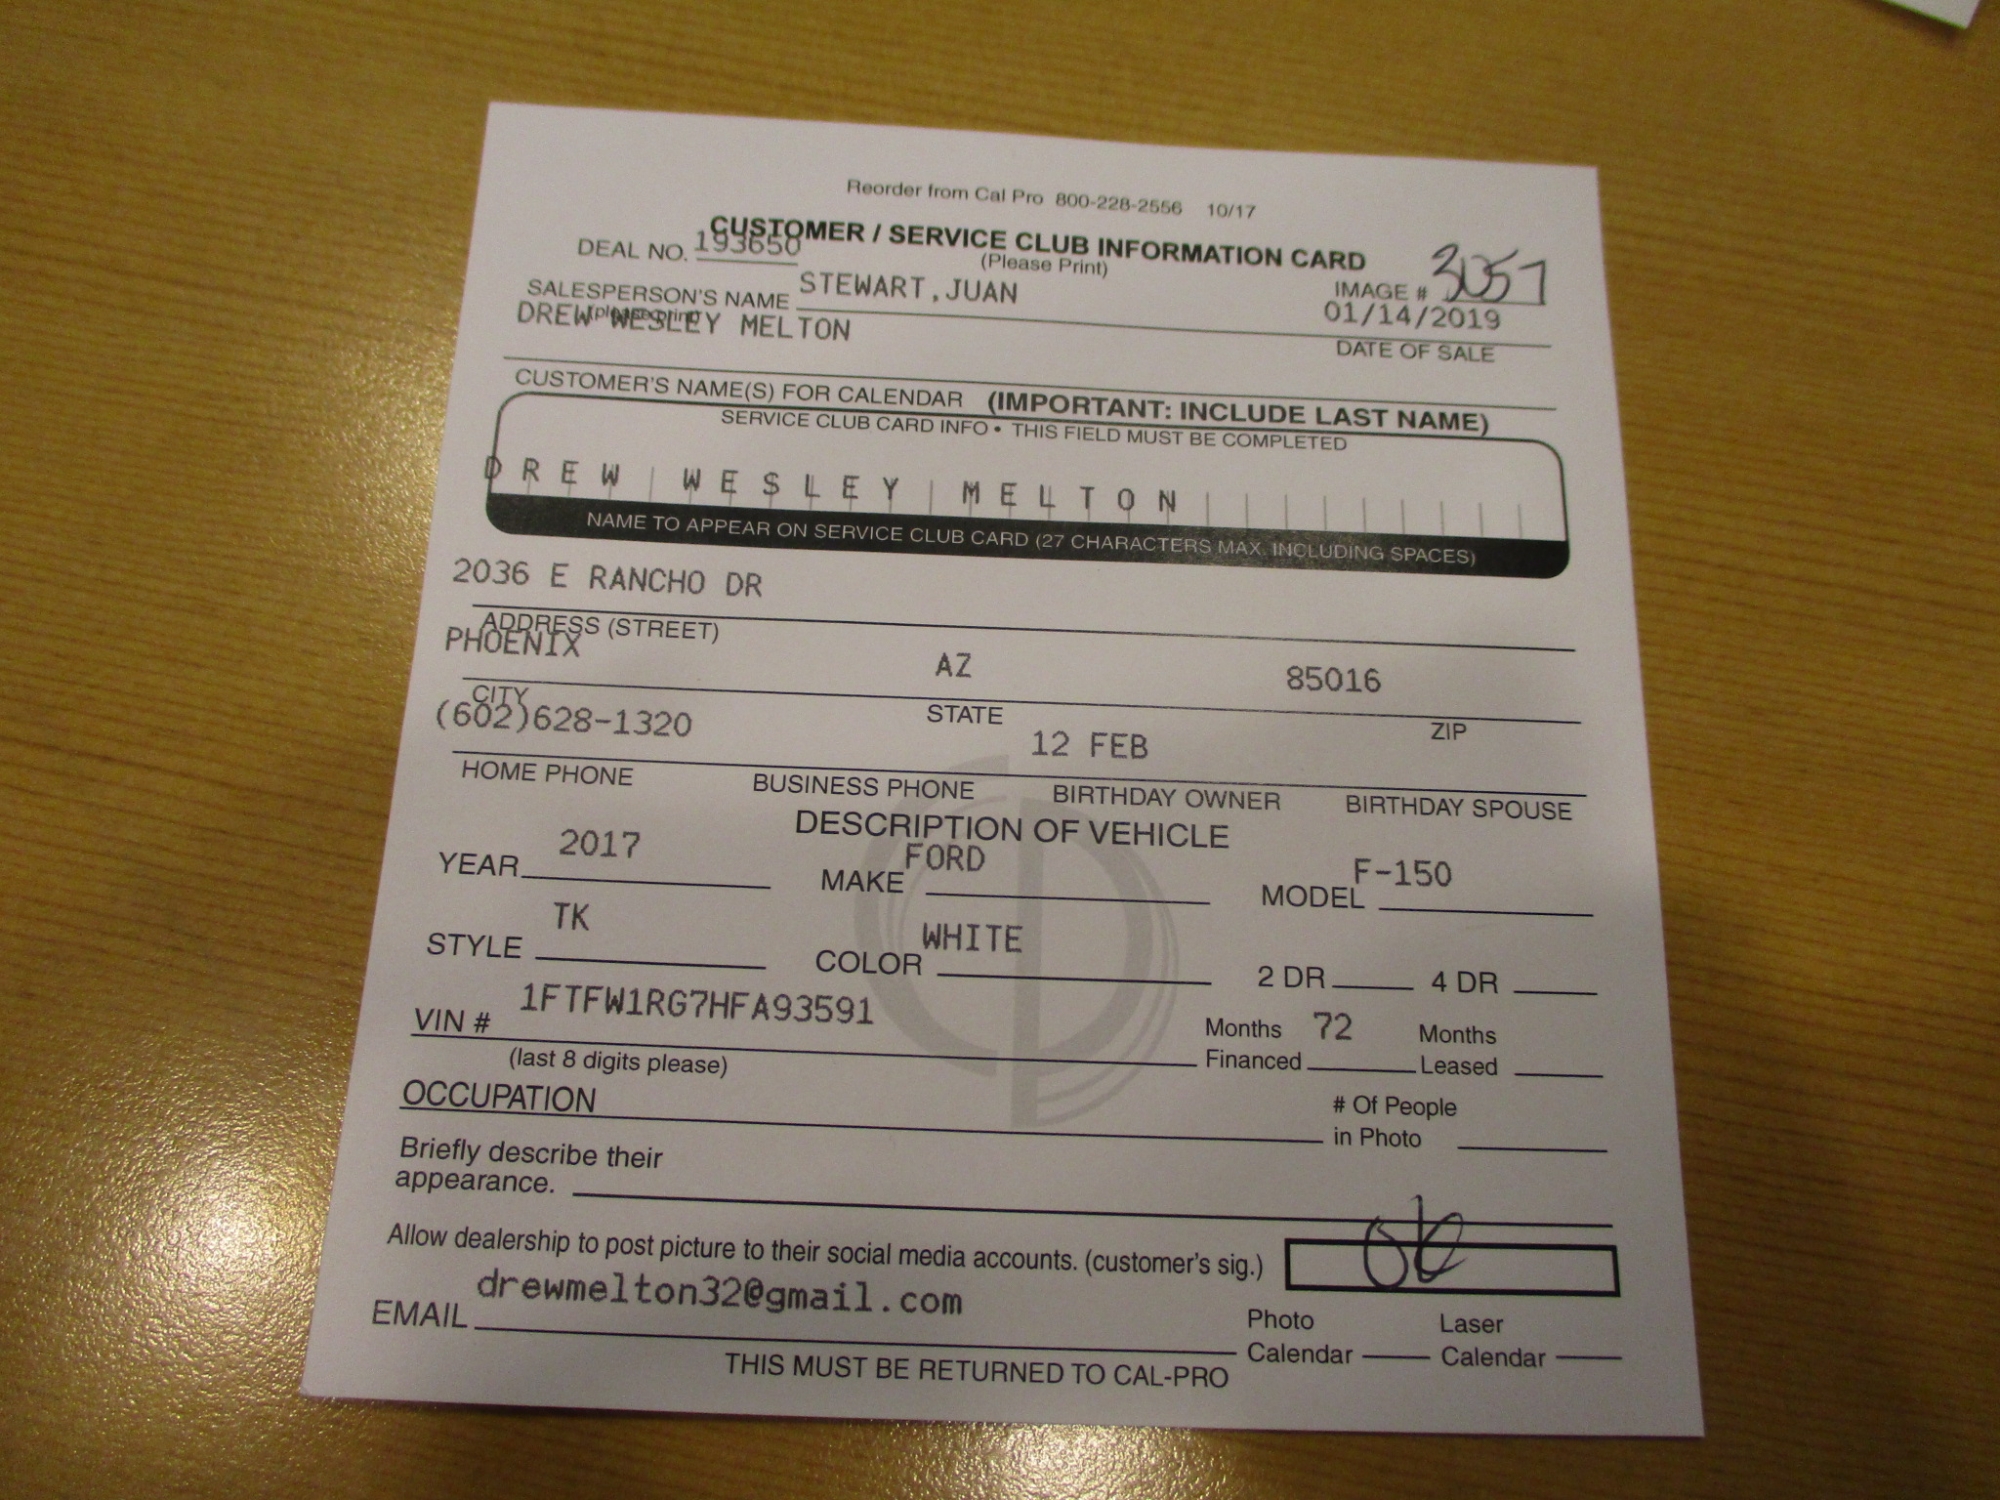 Reorder from Cal Pro 800-228-2556 10/17
CUSTOMER / SERVICE CLUB INFORMATION CARD
(Please Print)
DEAL NO. 193650
IMAGE # 3057
SALESPERSON'S NAME STEWART,JUAN
(please print)
01/14/2019
DATE OF SALE
DREW WESLEY MELTON
CUSTOMER'S NAME(S) FOR CALENDAR (IMPORTANT: INCLUDE LAST NAME)
SERVICE CLUB CARD INFO • THIS FIELD MUST BE COMPLETED
DREW WESLEY MELTON
NAME TO APPEAR ON SERVICE CLUB CARD (27 CHARACTERS MAX. INCLUDING SPACES)
2036 E RANCHO DR
ADDRESS (STREET)
PHOENIX AZ 85016
CITY STATE ZIP
(602)628-1320 12 FEB
HOME PHONE BUSINESS PHONE BIRTHDAY OWNER BIRTHDAY SPOUSE
DESCRIPTION OF VEHICLE
YEAR 2017 MAKE FORD MODEL F-150
STYLE TK COLOR WHITE 2 DR 4 DR
VIN # 1FTFW1RG7HFA93591
(last 8 digits please)
Months Financed 72 Months Leased
OCCUPATION
# Of People in Photo
Briefly describe their
appearance.
Allow dealership to post picture to their social media accounts. (customer's sig.) ok
EMAIL drewmelton32@gmail.com
Photo Calendar Laser Calendar
THIS MUST BE RETURNED TO CAL-PRO